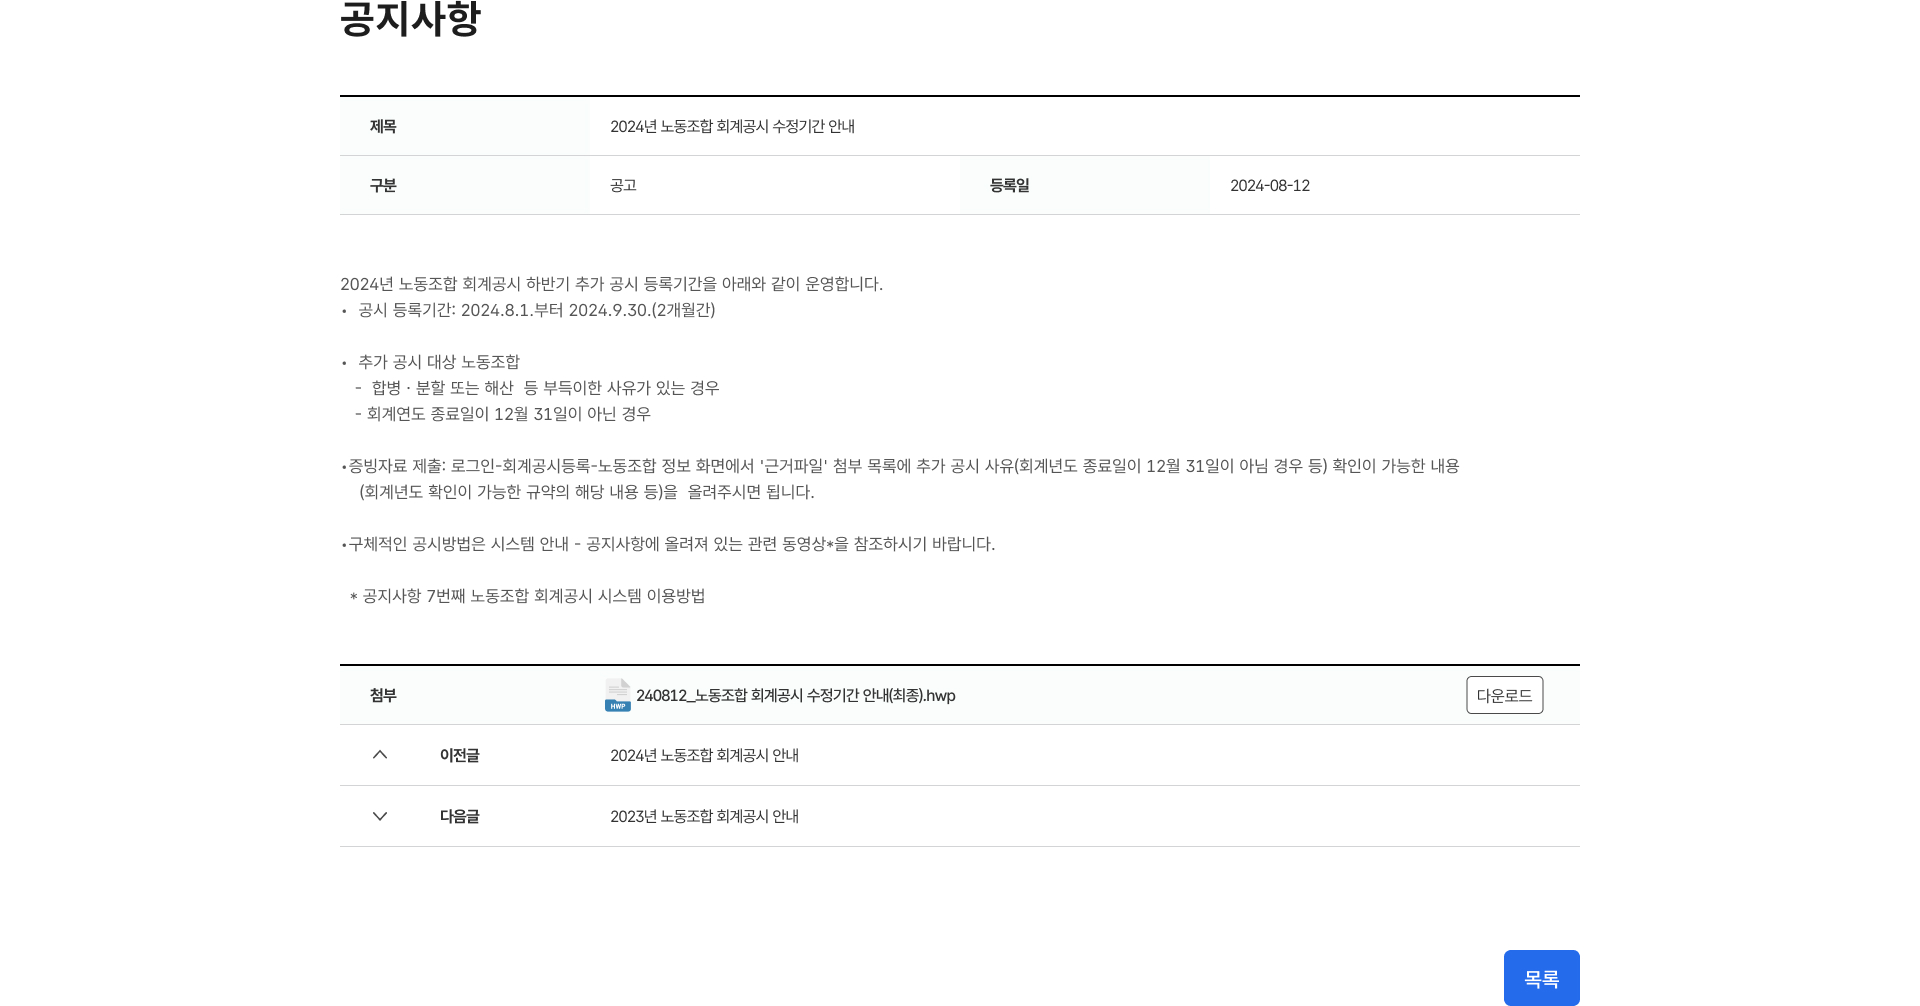 공지사항
제목 2024년 노동조합 회계공시 수정기간 안내
구분 공고 등록일 2024-08-12
2024년 노동조합 회계공시 하반기 추가 공시 등록기간을 아래와 같이 운영합니다.
• 공시 등록기간: 2024.8.1.부터 2024.9.30.(2개월간)
• 추가 공시 대상 노동조합
- 합병 · 분할 또는 해산 등 부득이한 사유가 있는 경우
- 회계연도 종료일이 12월 31일이 아닌 경우
•증빙자료 제출: 로그인-회계공시등록-노동조합 정보 화면에서 '근거파일' 첨부 목록에 추가 공시 사유(회계년도 종료일이 12월 31일이 아님 경우 등) 확인이 가능한 내용
(회계년도 확인이 가능한 규약의 해당 내용 등)을 올려주시면 됩니다.
•구체적인 공시방법은 시스템 안내 - 공지사항에 올려져 있는 관련 동영상*을 참조하시기 바랍니다.
* 공지사항 7번째 노동조합 회계공시 시스템 이용방법
첨부 HWP 240812_노동조합 회계공시 수정기간 안내(최종).hwp 다운로드
이전글 2024년 노동조합 회계공시 안내
다음글 2023년 노동조합 회계공시 안내
목록